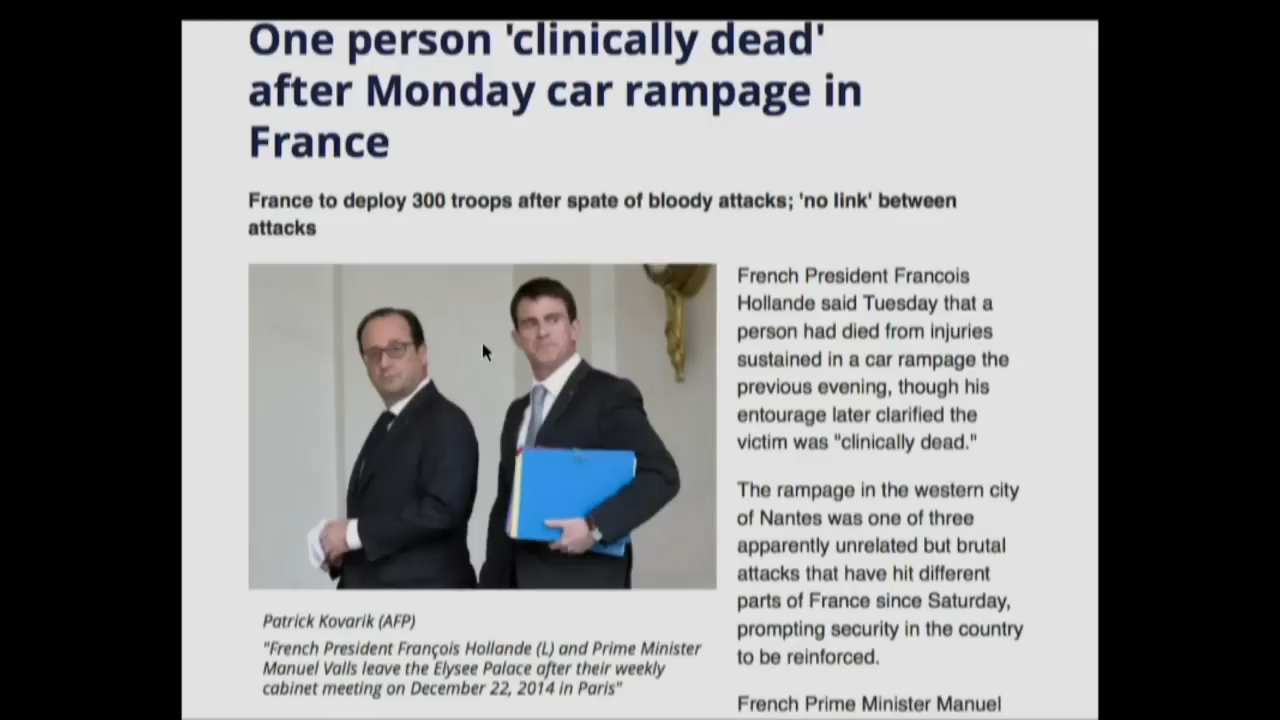 One person 'clinically dead'
after Monday car rampage in
France
France to deploy 300 troops after spate of bloody attacks; 'no link' between
attacks
French President Francois
Hollande said Tuesday that a
person had died from injuries
sustained in a car rampage the
previous evening, though his
entourage later clarified the
victim was "clinically dead."
The rampage in the western city
of Nantes was one of three
apparently unrelated but brutal
attacks that have hit different
parts of France since Saturday,
prompting security in the country
to be reinforced.
French Prime Minister Manuel
Patrick Kovarik (AFP)
"French President François Hollande (L) and Prime Minister
Manuel Valls leave the Elysee Palace after their weekly
cabinet meeting on December 22, 2014 in Paris"